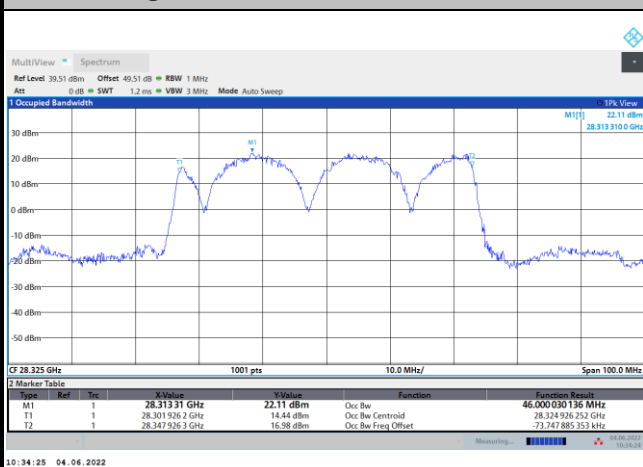 MultiView Spectrum
Ref Level 39.51 dBm Offset 49.51 dB RBW 1 MHz
Att 0 dB SWT 1.2 ms VBW 3 MHz Mode Auto Sweep
1 Occupied Bandwidth 1Pk View
M1[1] 22.11 dBm
28.313 310 0 GHz
30 dBm
M1
20 dBm T1 T2
10 dBm
0 dBm
-10 dBm
-20 dBm
-30 dBm
-40 dBm
-50 dBm
CF 28.325 GHz 1001 pts 10.0 MHz/ Span 100.0 MHz
2 Marker Table
Type Ref Trc X-Value Y-Value Function Function Result
M1 1 28.313 31 GHz 22.11 dBm Occ Bw 46.000 030 136 MHz
T1 1 28.301 926 2 GHz 14.44 dBm Occ Bw Centroid 28.324 926 252 GHz
T2 1 28.347 926 3 GHz 16.98 dBm Occ Bw Freq Offset -73.747 885 353 kHz
Measuring... 04.06.2022
10:34:24
10:34:25 04.06.2022